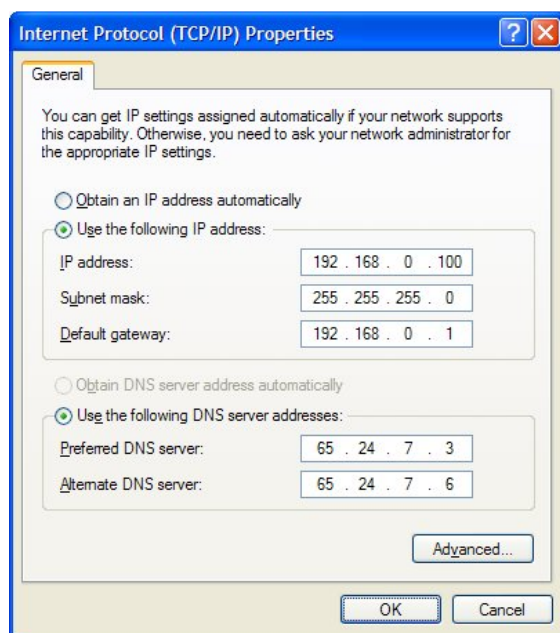 Internet Protocol (TCP/IP) Properties
General
You can get IP settings assigned automatically if your network supports
this capability. Otherwise, you need to ask your network administrator for
the appropriate IP settings.
Obtain an IP address automatically
Use the following IP address:
IP address: 192 . 168 . 0 . 100
Subnet mask: 255 . 255 . 255 . 0
Default gateway: 192 . 168 . 0 . 1
Obtain DNS server address automatically
Use the following DNS server addresses:
Preferred DNS server: 65 . 24 . 7 . 3
Alternate DNS server: 65 . 24 . 7 . 6
Advanced...
OK Cancel